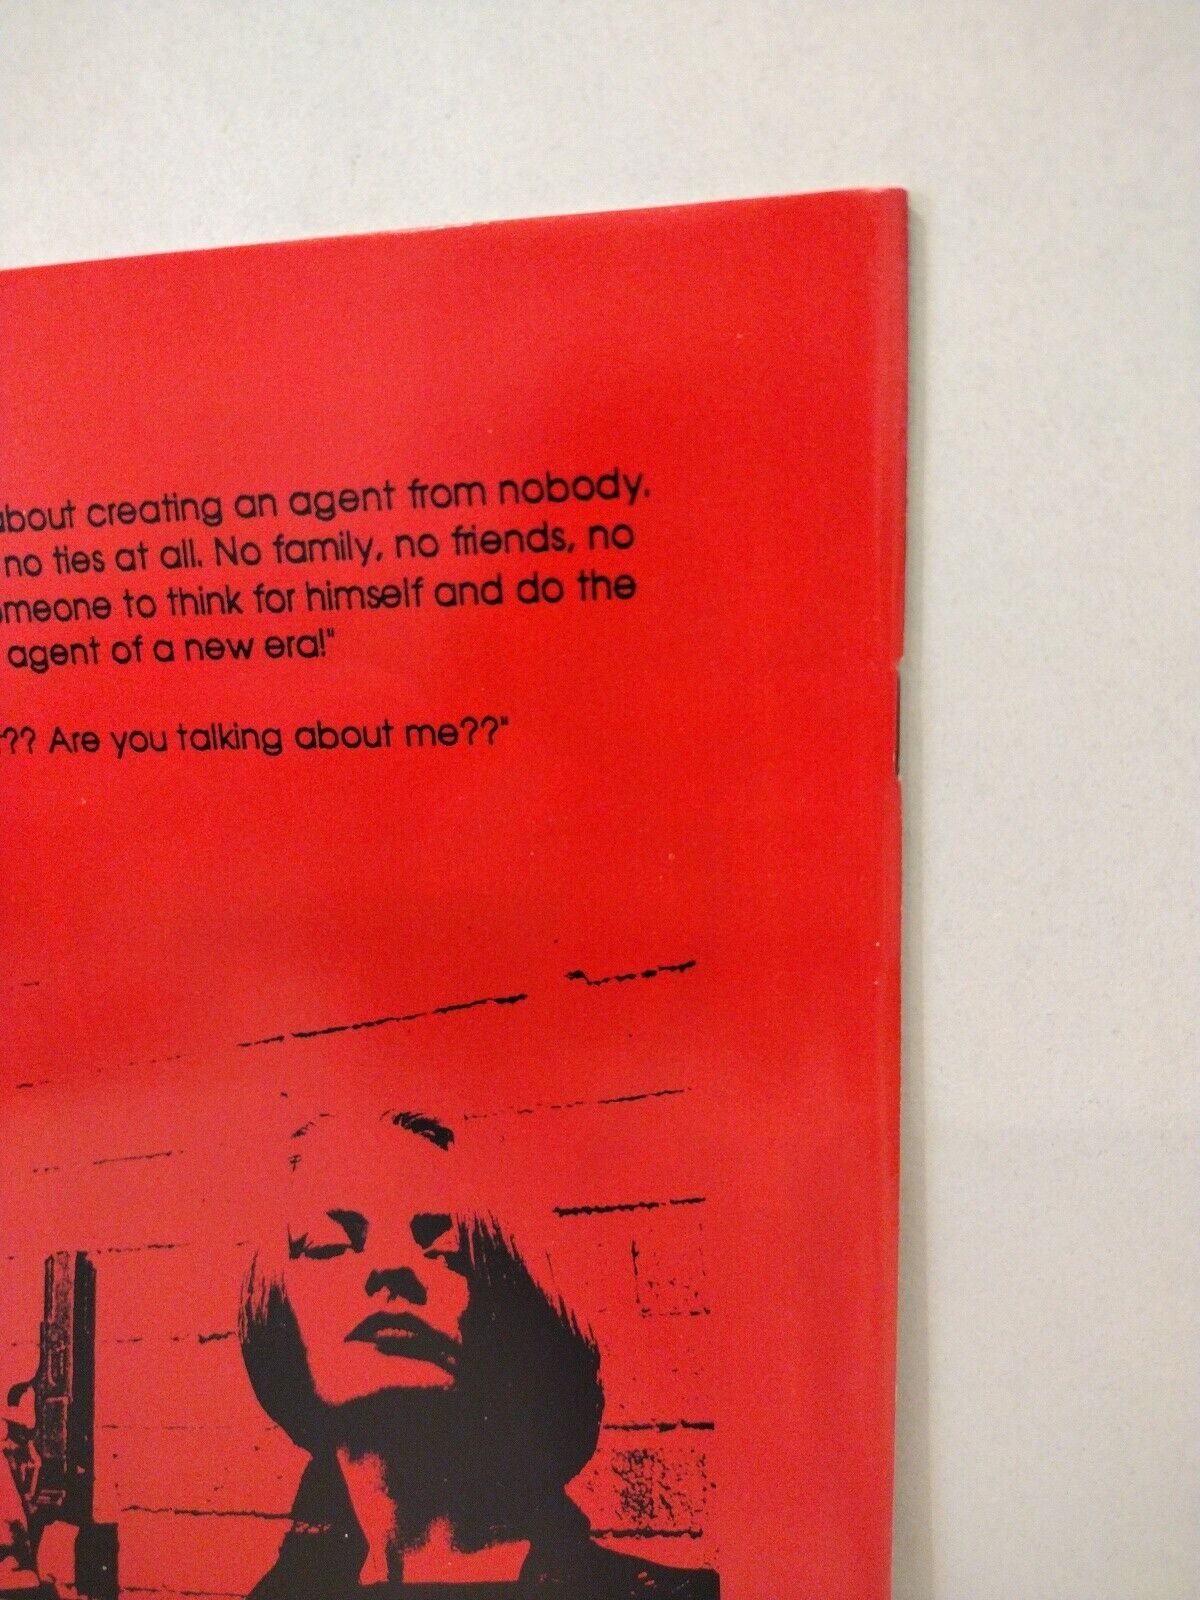 about creating an agent from nobody.
no ties at all. No family, no friends, no
omeone to think for himself and do the
agent of a new era!"
?? Are you talking about me??"